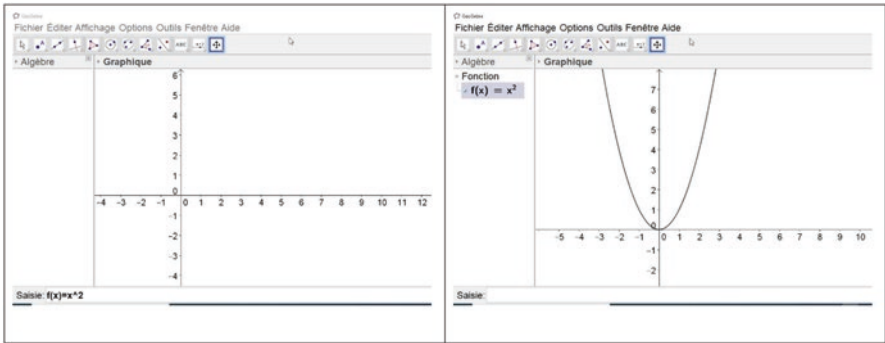 GeoGebra
Fichier Éditer Affichage Options Outils Fenêtre Aide
ABC
Algèbre
Graphique
6
5
4
3
2
1
0
-4 -3 -2 -1 0 1 2 3 4 5 6 7 8 9 10 11 12
-1
-2
-3
-4
Saisie: f(x)=x^2
GeoGebra
Fichier Éditer Affichage Options Outils Fenêtre Aide
ABC
Algèbre
Graphique
Fonction
f(x) = x²
7
6
5
4
3
2
1
0
-5 -4 -3 -2 -1 0 1 2 3 4 5 6 7 8 9 10
-1
-2
Saisie: